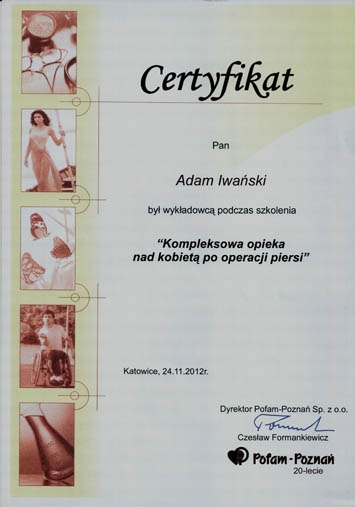 Certyfikat
Pan
Adam Iwański
był wykładowcą podczas szkolenia
“Kompleksowa opieka
nad kobietą po operacji piersi”
Katowice, 24.11.2012r.
Dyrektor Pofam-Poznań Sp. z o.o.
Czesław Formankiewicz
Pofam-Poznań
20-lecie